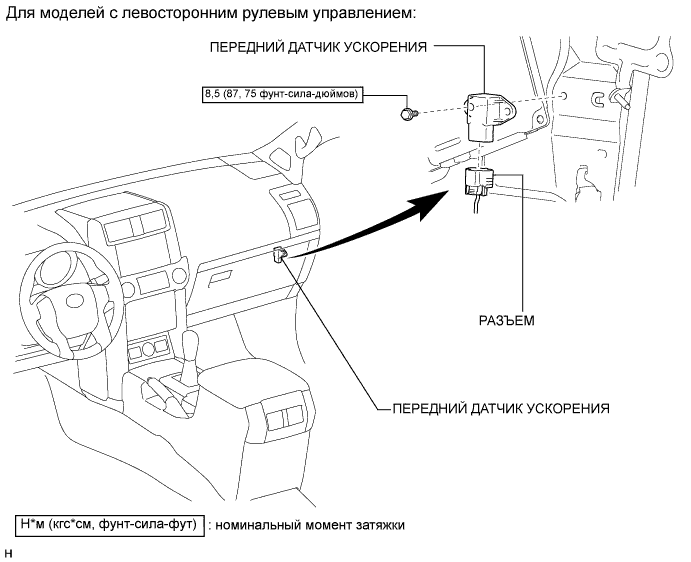 Для моделей с левосторонним рулевым управлением:
ПЕРЕДНИЙ ДАТЧИК УСКОРЕНИЯ
8,5 (87, 75 фунт-сила-дюймов)
РАЗЪЕМ
ПЕРЕДНИЙ ДАТЧИК УСКОРЕНИЯ
Н*м (кгс*см, фунт-сила-фут) : номинальный момент затяжки
H